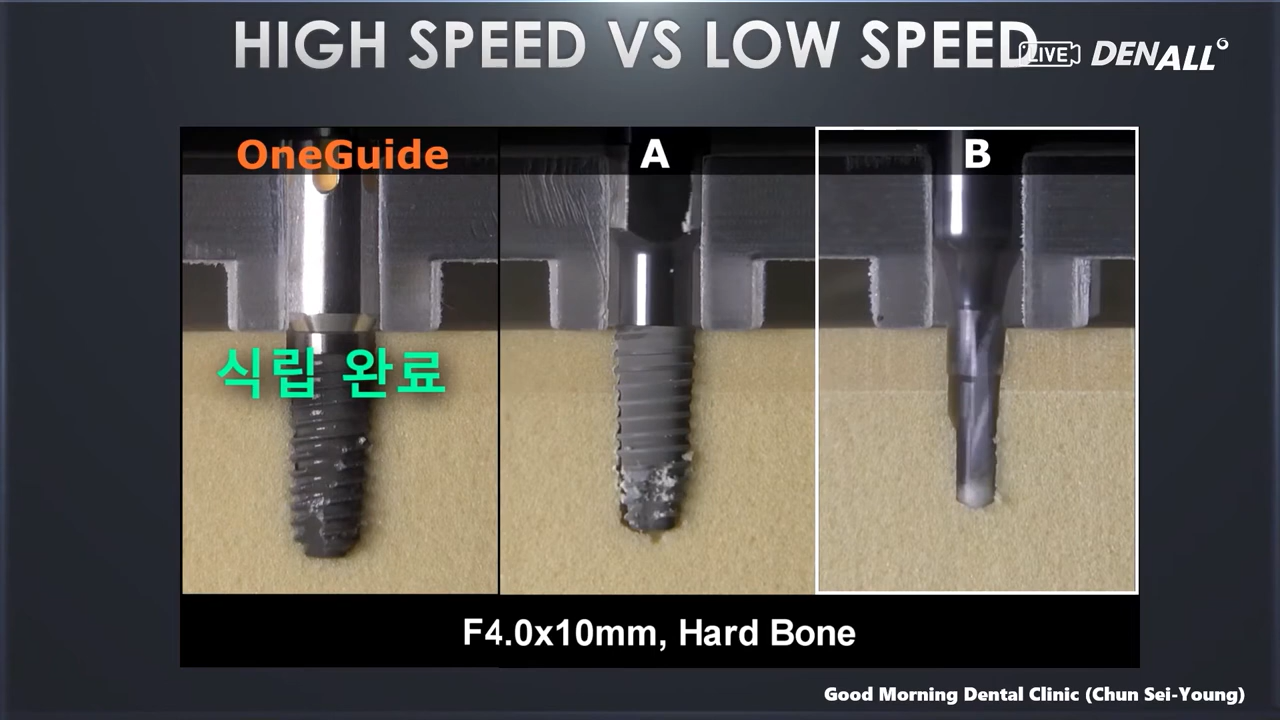 HIGH SPEED VS LOW SPEED
LIVE DENALL
OneGuide
A
B
식립 완료
F4.0x10mm, Hard Bone
Good Morning Dental Clinic (Chun Sei-Young)